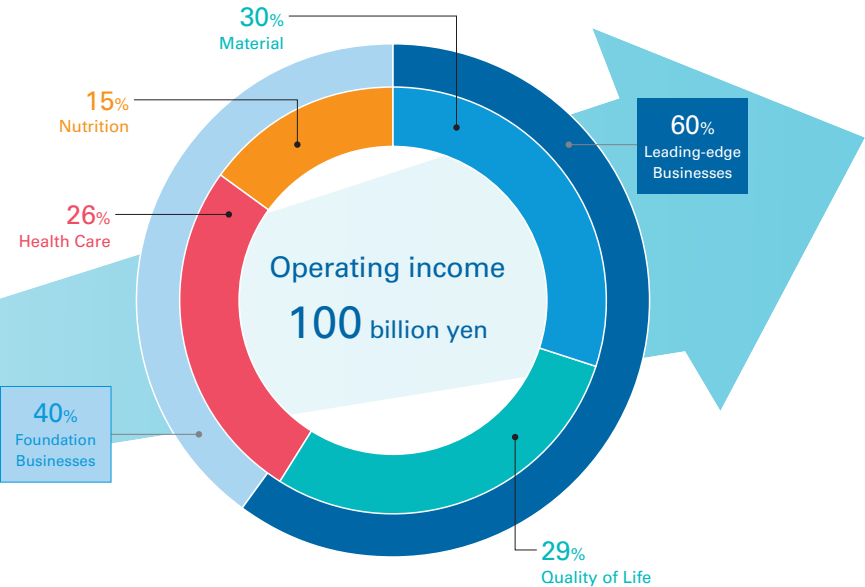 30%
Material
15%
Nutrition
60%
Leading-edge
Businesses
26%
Health Care
Operating income
100 billion yen
40%
Foundation
Businesses
29%
Quality of Life